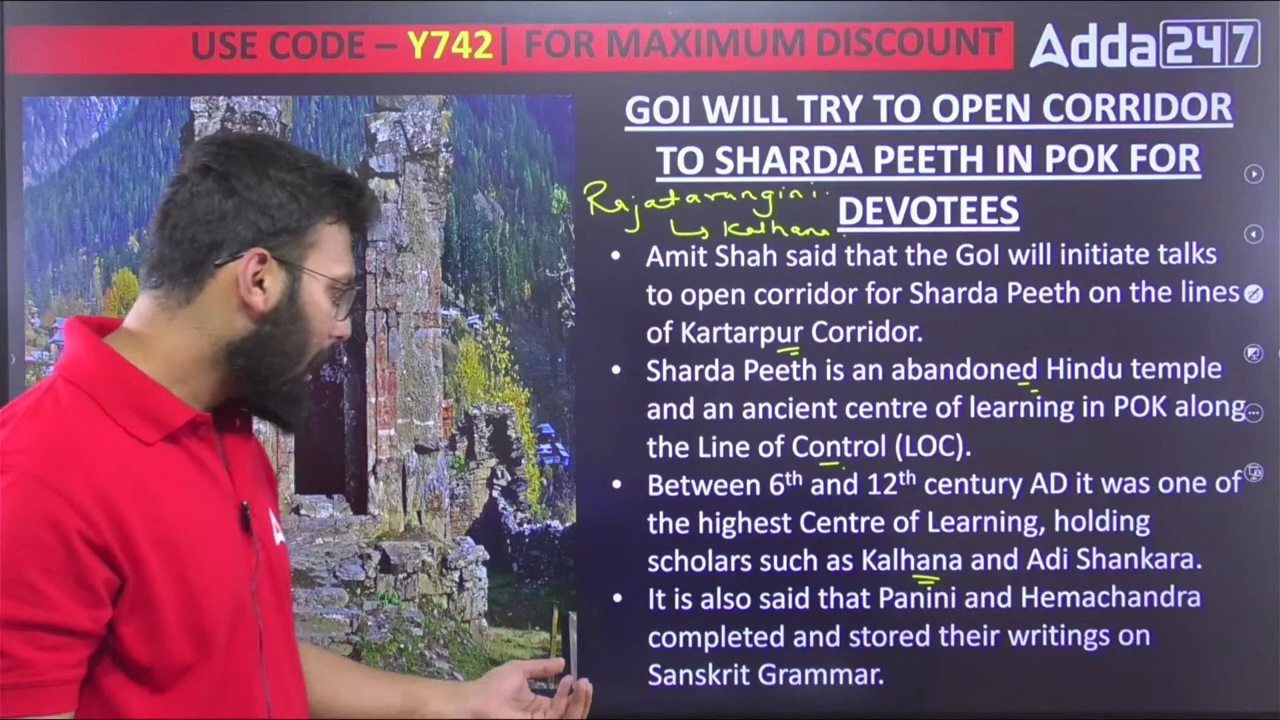 USE CODE – Y742 | FOR MAXIMUM DISCOUNT
Adda247
GOI WILL TRY TO OPEN CORRIDOR
TO SHARDA PEETH IN POK FOR
DEVOTEES
Rajatarangini.
↳ Kalhana.
• Amit Shah said that the GoI will initiate talks
to open corridor for Sharda Peeth on the lines
of Kartarpur Corridor.
• Sharda Peeth is an abandoned Hindu temple
and an ancient centre of learning in POK along
the Line of Control (LOC).
• Between 6th and 12th century AD it was one of
the highest Centre of Learning, holding
scholars such as Kalhana and Adi Shankara.
• It is also said that Panini and Hemachandra
completed and stored their writings on
Sanskrit Grammar.